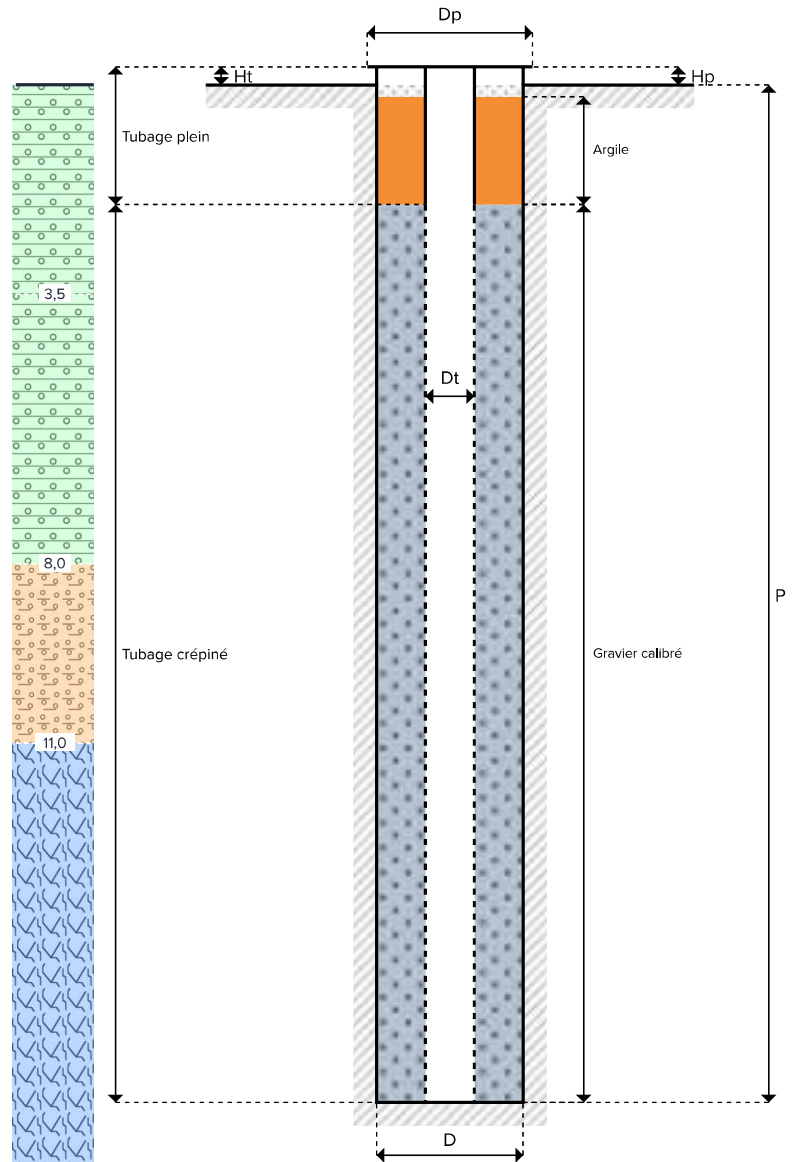 Dp
Ht
Hp
Tubage plein
Argile
3,5
Dt
8,0
P
Tubage crépiné
Gravier calibré
11,0
D